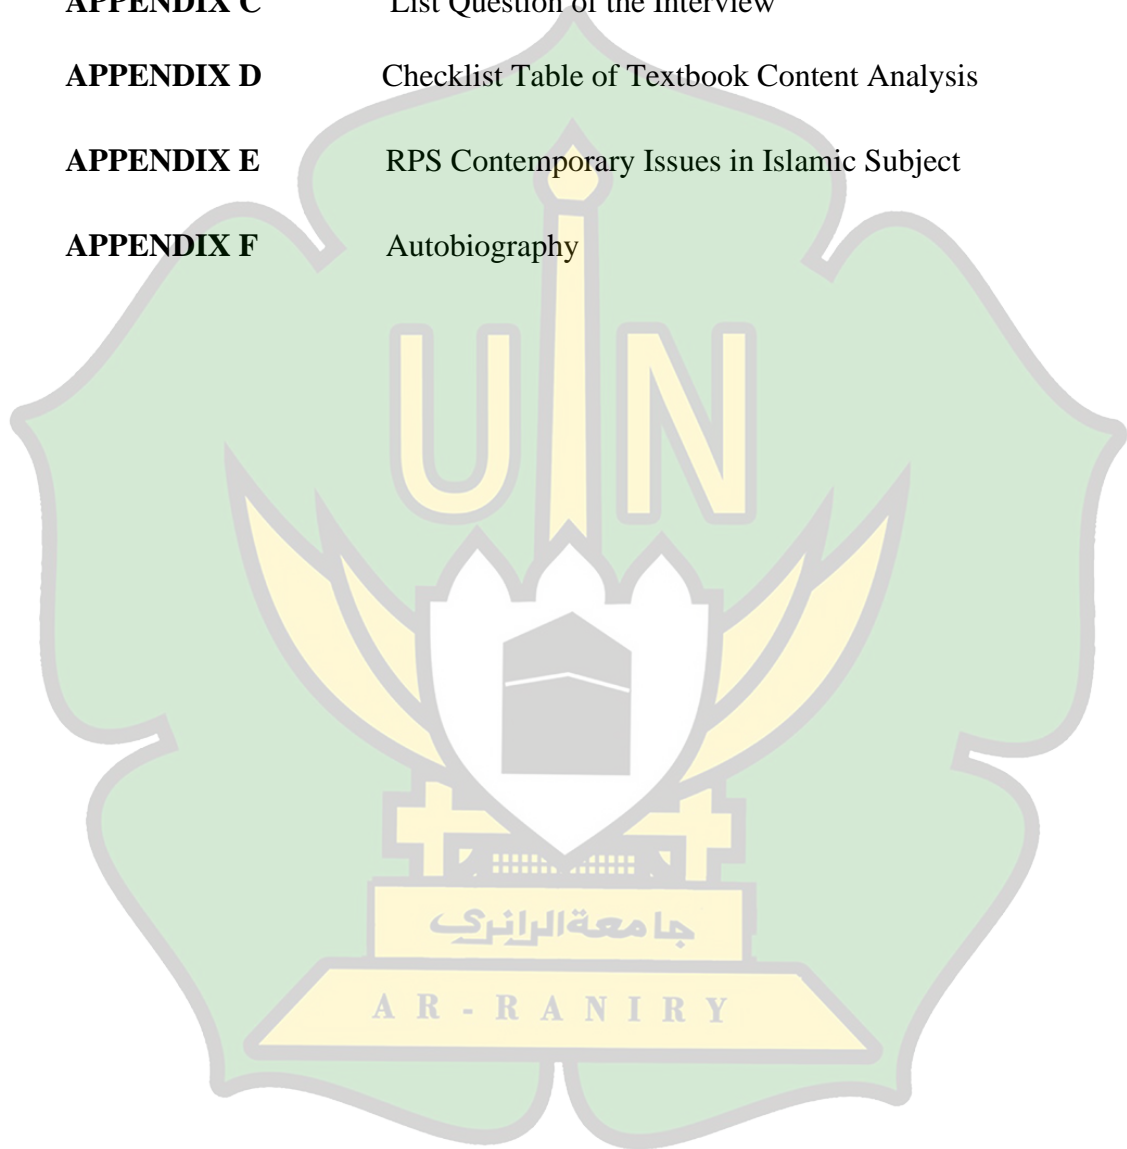 APPENDIX C List Question of the Interview
APPENDIX D Checklist Table of Textbook Content Analysis
APPENDIX E RPS Contemporary Issues in Islamic Subject
APPENDIX F Autobiography
UIN
جامعة الرانري
AR-RANIRY